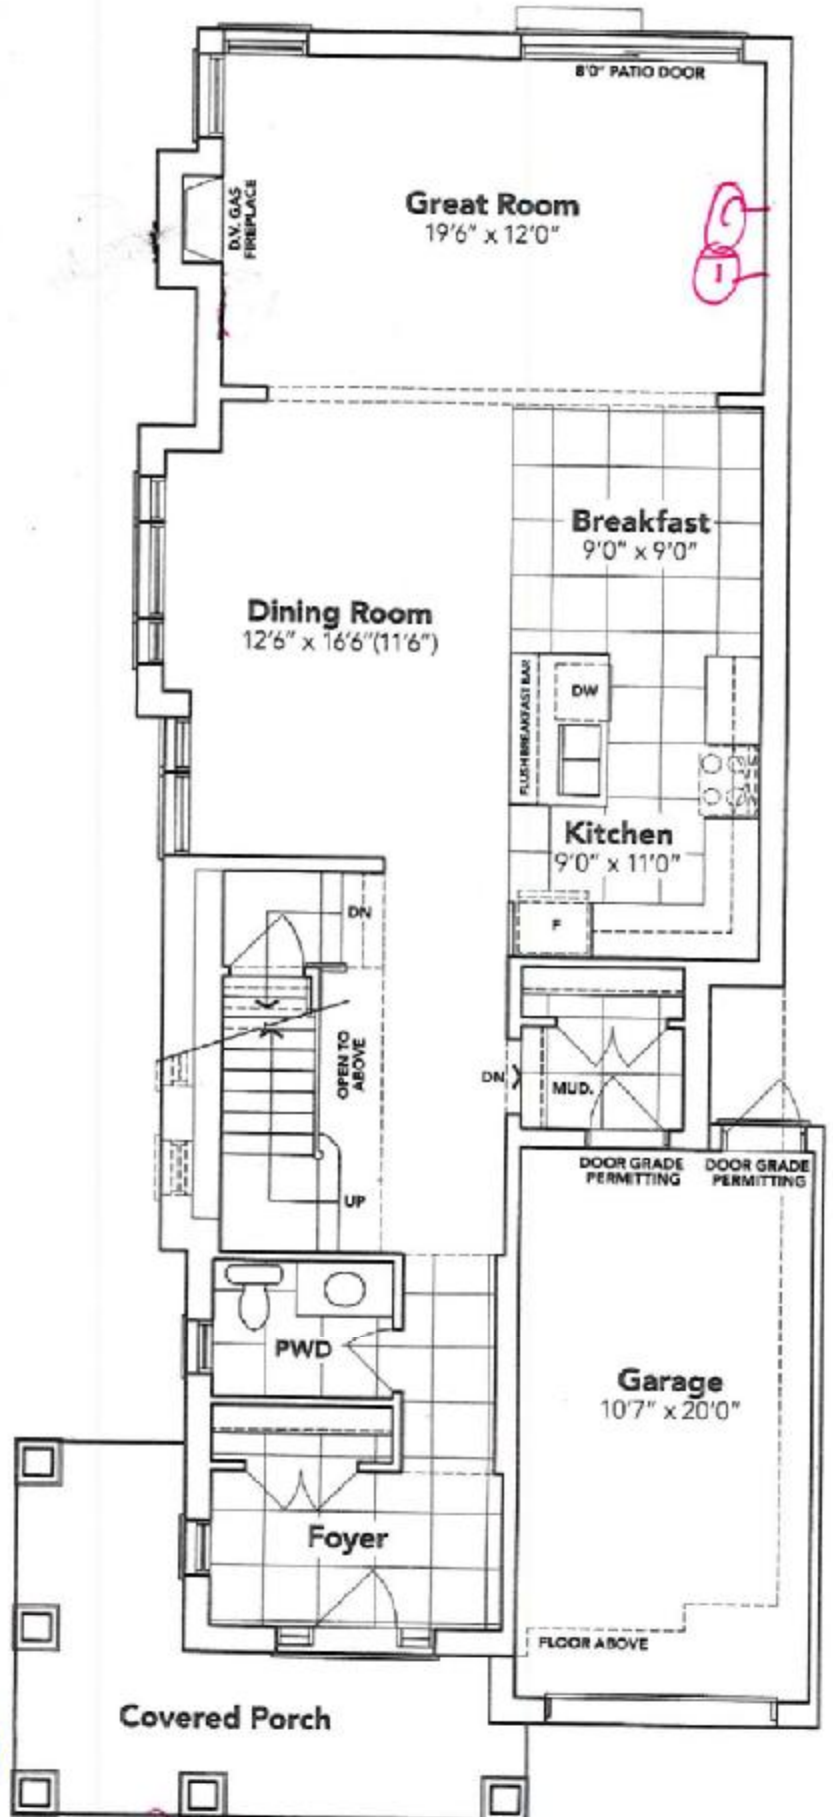 8'0" PATIO DOOR
D.V. GAS
FIREPLACE
Great Room
19'6" x 12'0"
Breakfast
9'0" x 9'0"
Dining Room
12'6" x 16'6"(11'6")
FLUSH BREAKFAST BAR
DW
Kitchen
9'0" x 11'0"
F
DN
OPEN TO
ABOVE
DN
MUD.
DOOR GRADE
PERMITTING
DOOR GRADE
PERMITTING
UP
PWD
Garage
10'7" x 20'0"
Foyer
FLOOR ABOVE
Covered Porch